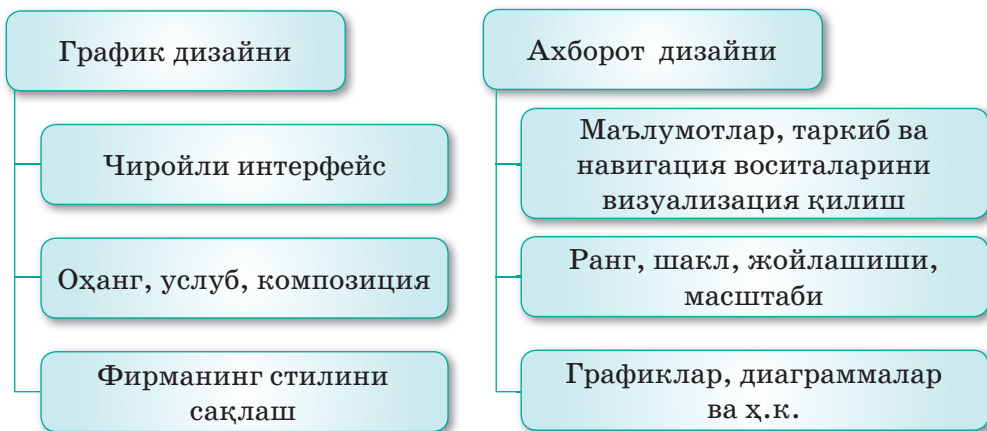 График дизайни
Чиройли интерфейс
Оҳанг, услуб, композиция
Фирманинг стилини
сақлаш
Ахборот дизайни
Маълумотлар, таркиб ва
навигация воситаларини
визуализация қилиш
Ранг, шакл, жойлашиши,
масштаби
Графиклар, диаграммалар
ва ҳ.к.